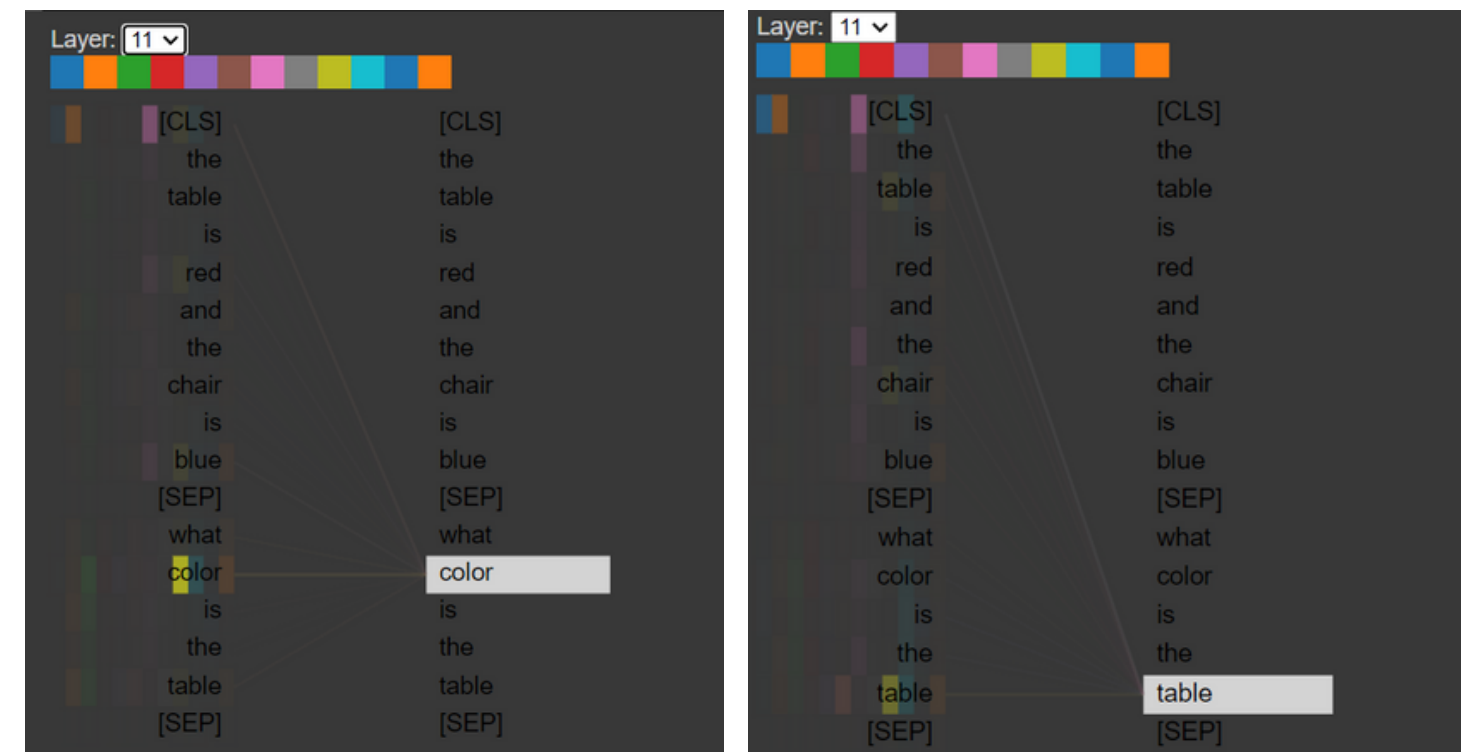 Layer: 11
[CLS] [CLS]
the the
table table
is is
red red
and and
the the
chair chair
is is
blue blue
[SEP] [SEP]
what what
color color
is is
the the
table table
[SEP] [SEP]
Layer: 11
[CLS] [CLS]
the the
table table
is is
red red
and and
the the
chair chair
is is
blue blue
[SEP] [SEP]
what what
color color
is is
the the
table table
[SEP] [SEP]